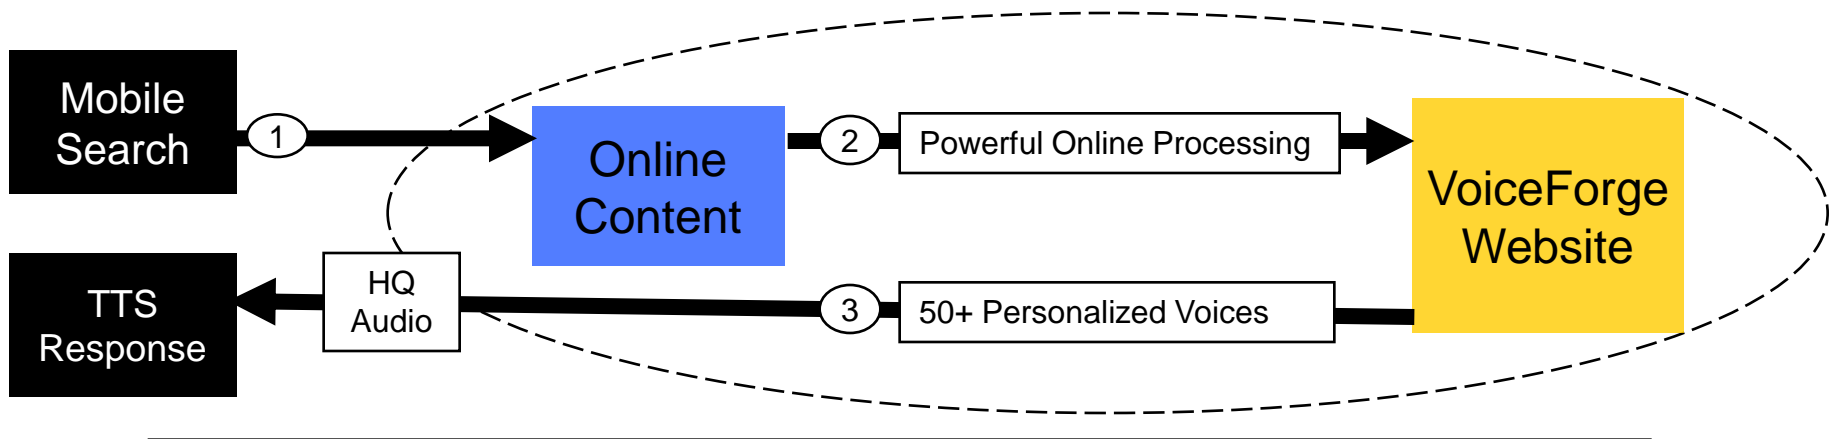 Mobile
Search
1
Online
Content
2
Powerful Online Processing
VoiceForge
Website
TTS
Response
HQ
Audio
3
50+ Personalized Voices